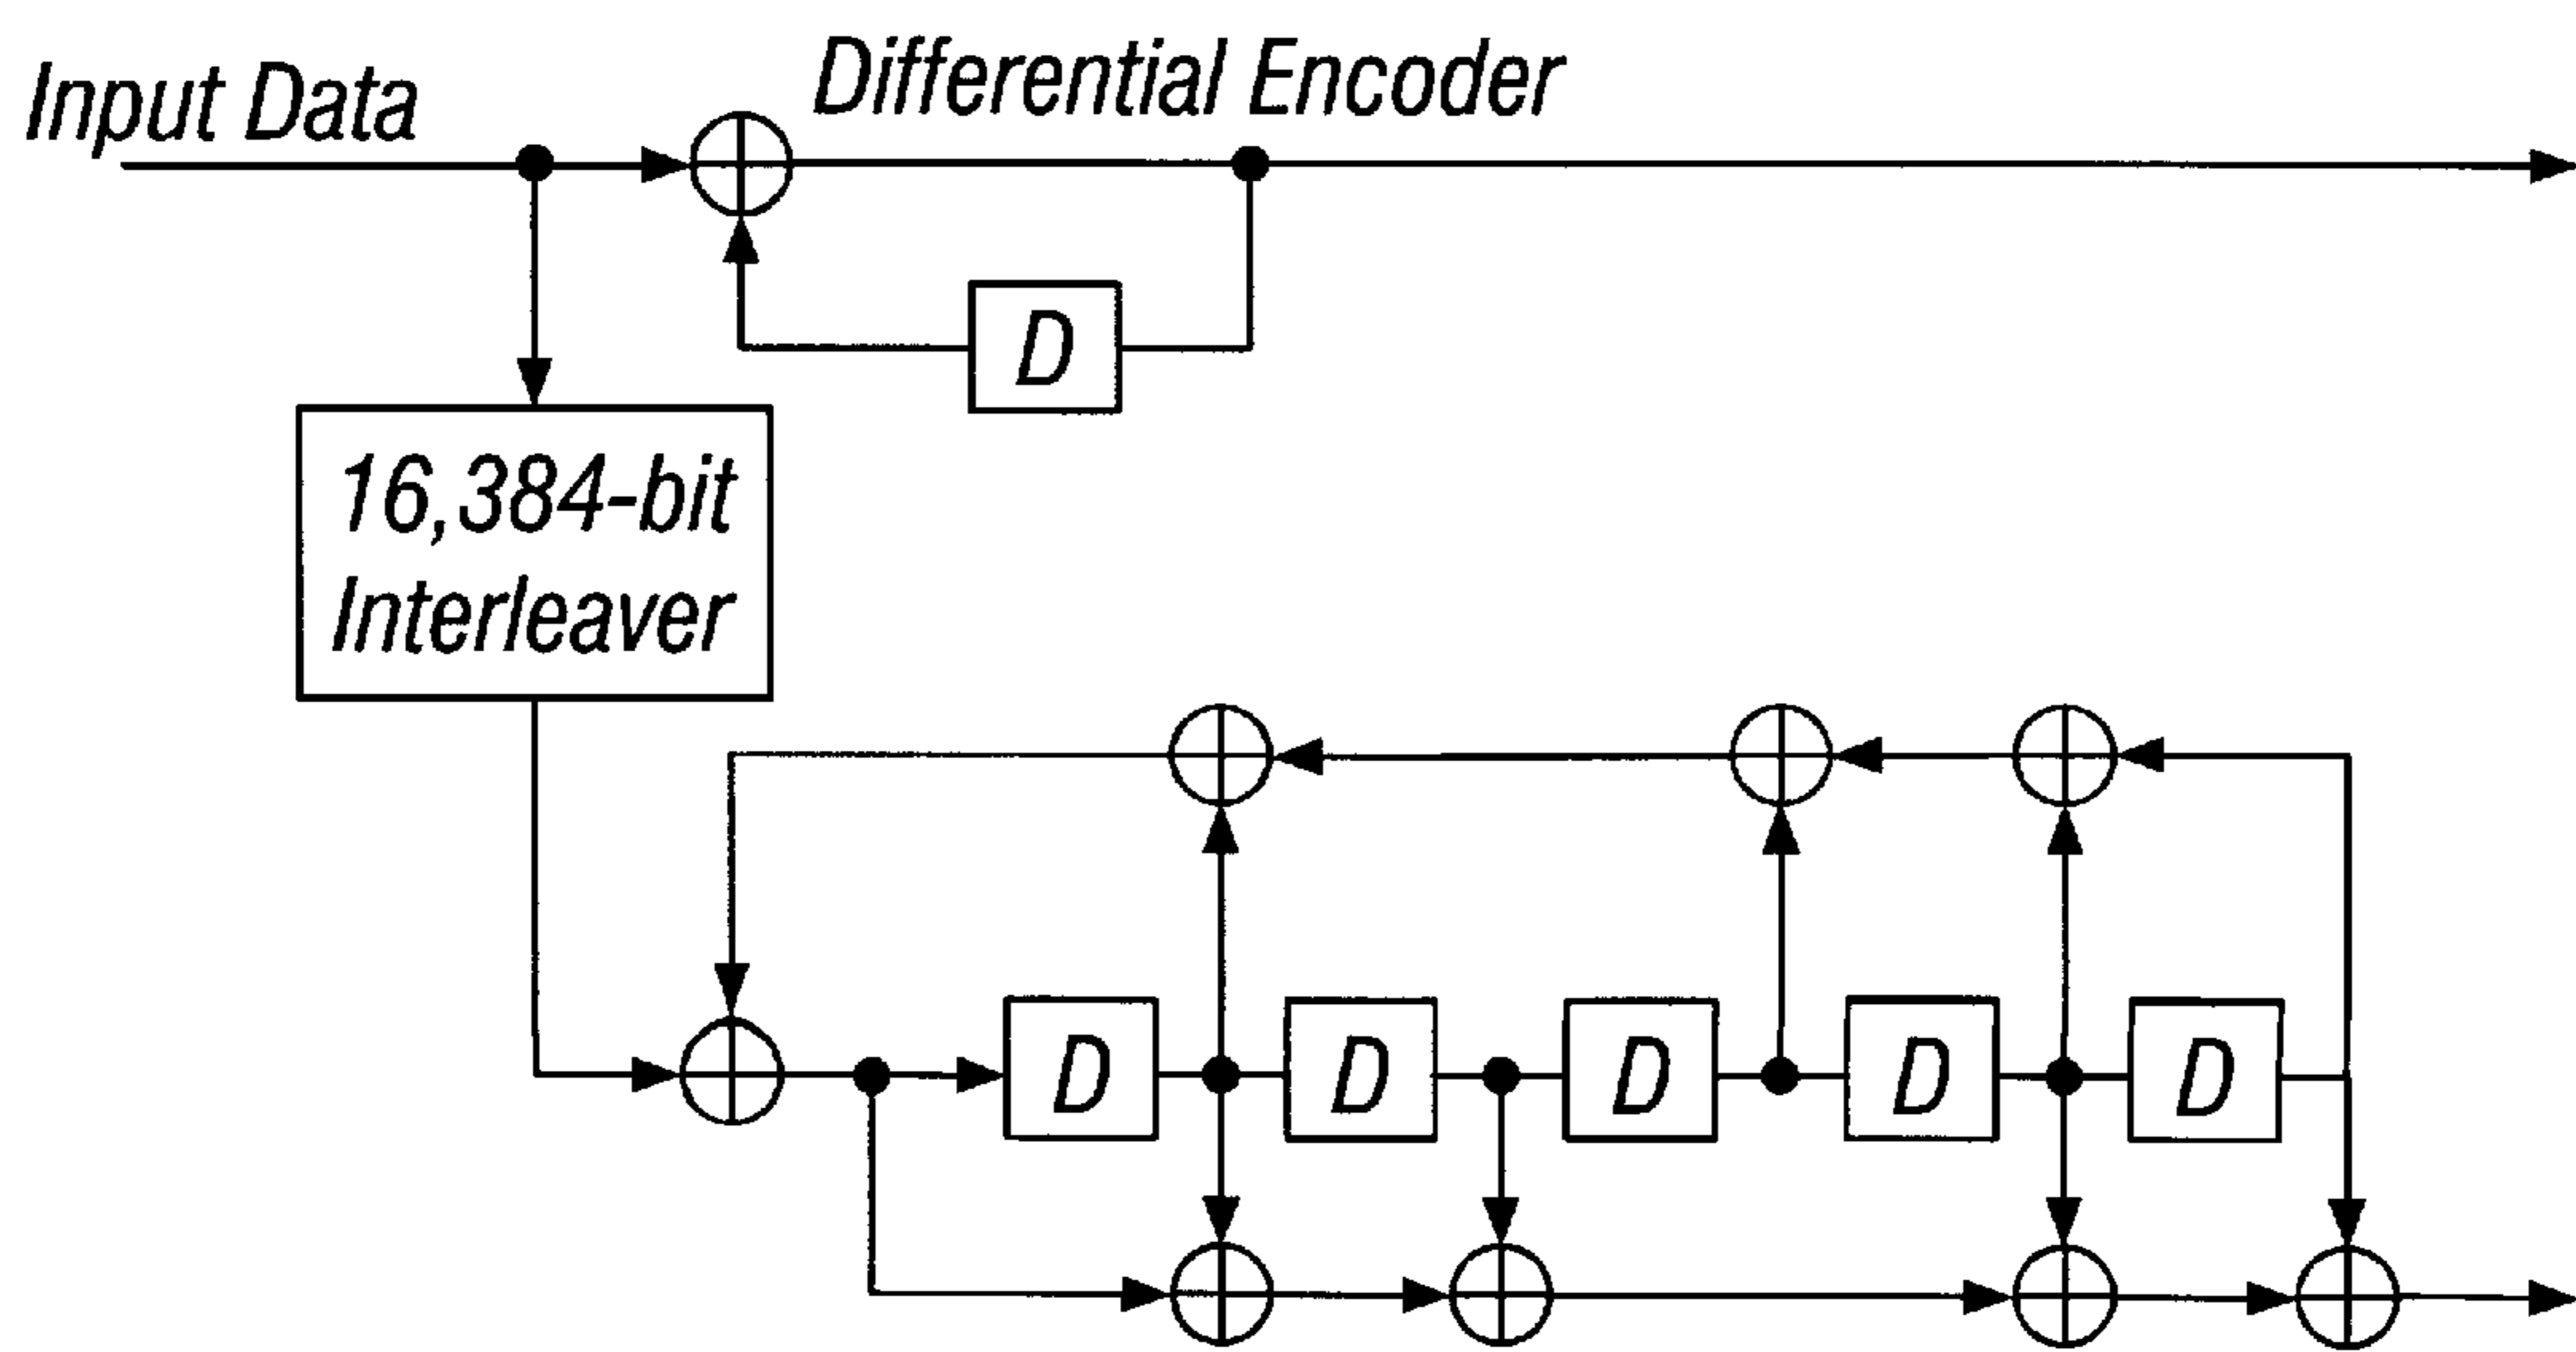 Input Data
Differential Encoder
D
16,384-bit
Interleaver
D D D D D